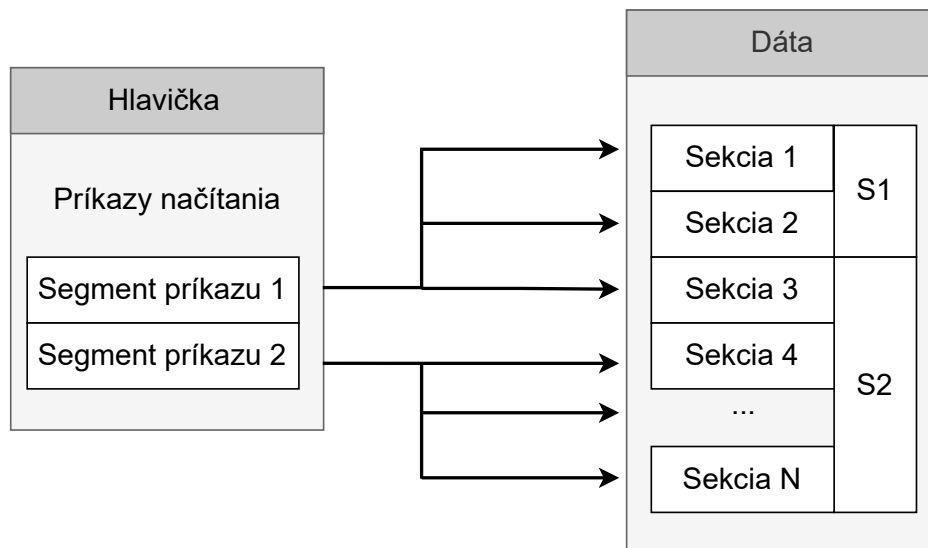 Hlavička
Príkazy načítania
Segment príkazu 1
Segment príkazu 2
Dáta
Sekcia 1
Sekcia 2
S1
Sekcia 3
Sekcia 4
...
Sekcia N
S2